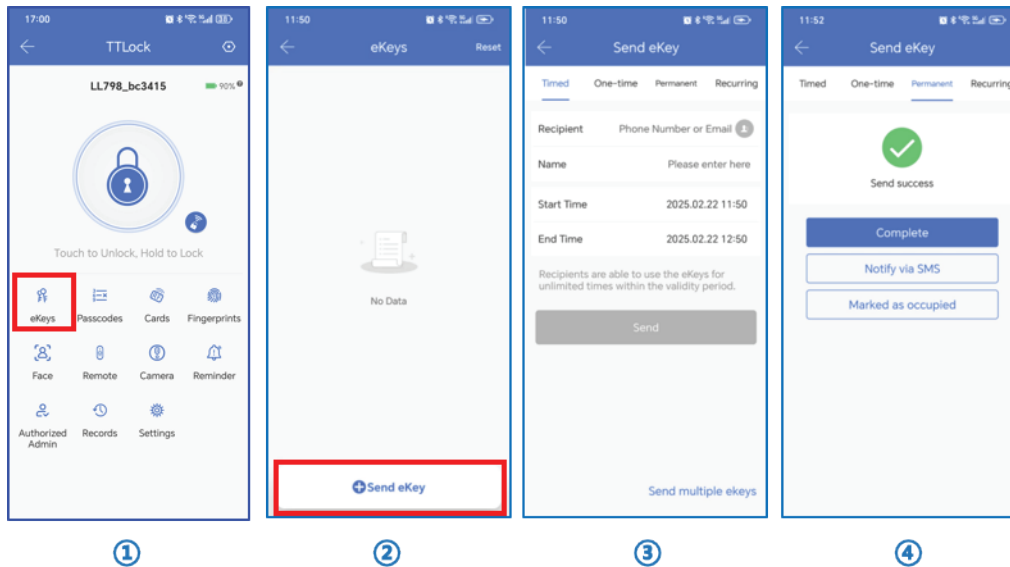 17:00
TTLock
LL798_bc3415
90%
Touch to Unlock, Hold to Lock
eKeys
Passcodes
Cards
Fingerprints
Face
Remote
Camera
Reminder
Authorized Admin
Records
Settings
①
11:50
eKeys
Reset
No Data
Send eKey
②
11:50
Send eKey
Timed
One-time
Permanent
Recurring
Recipient
Phone Number or Email
Name
Please enter here
Start Time
2025.02.22 11:50
End Time
2025.02.22 12:50
Recipients are able to use the eKeys for
unlimited times within the validity period.
Send
Send multiple ekeys
③
11:52
Send eKey
Timed
One-time
Permanent
Recurring
Send success
Complete
Notify via SMS
Marked as occupied
④